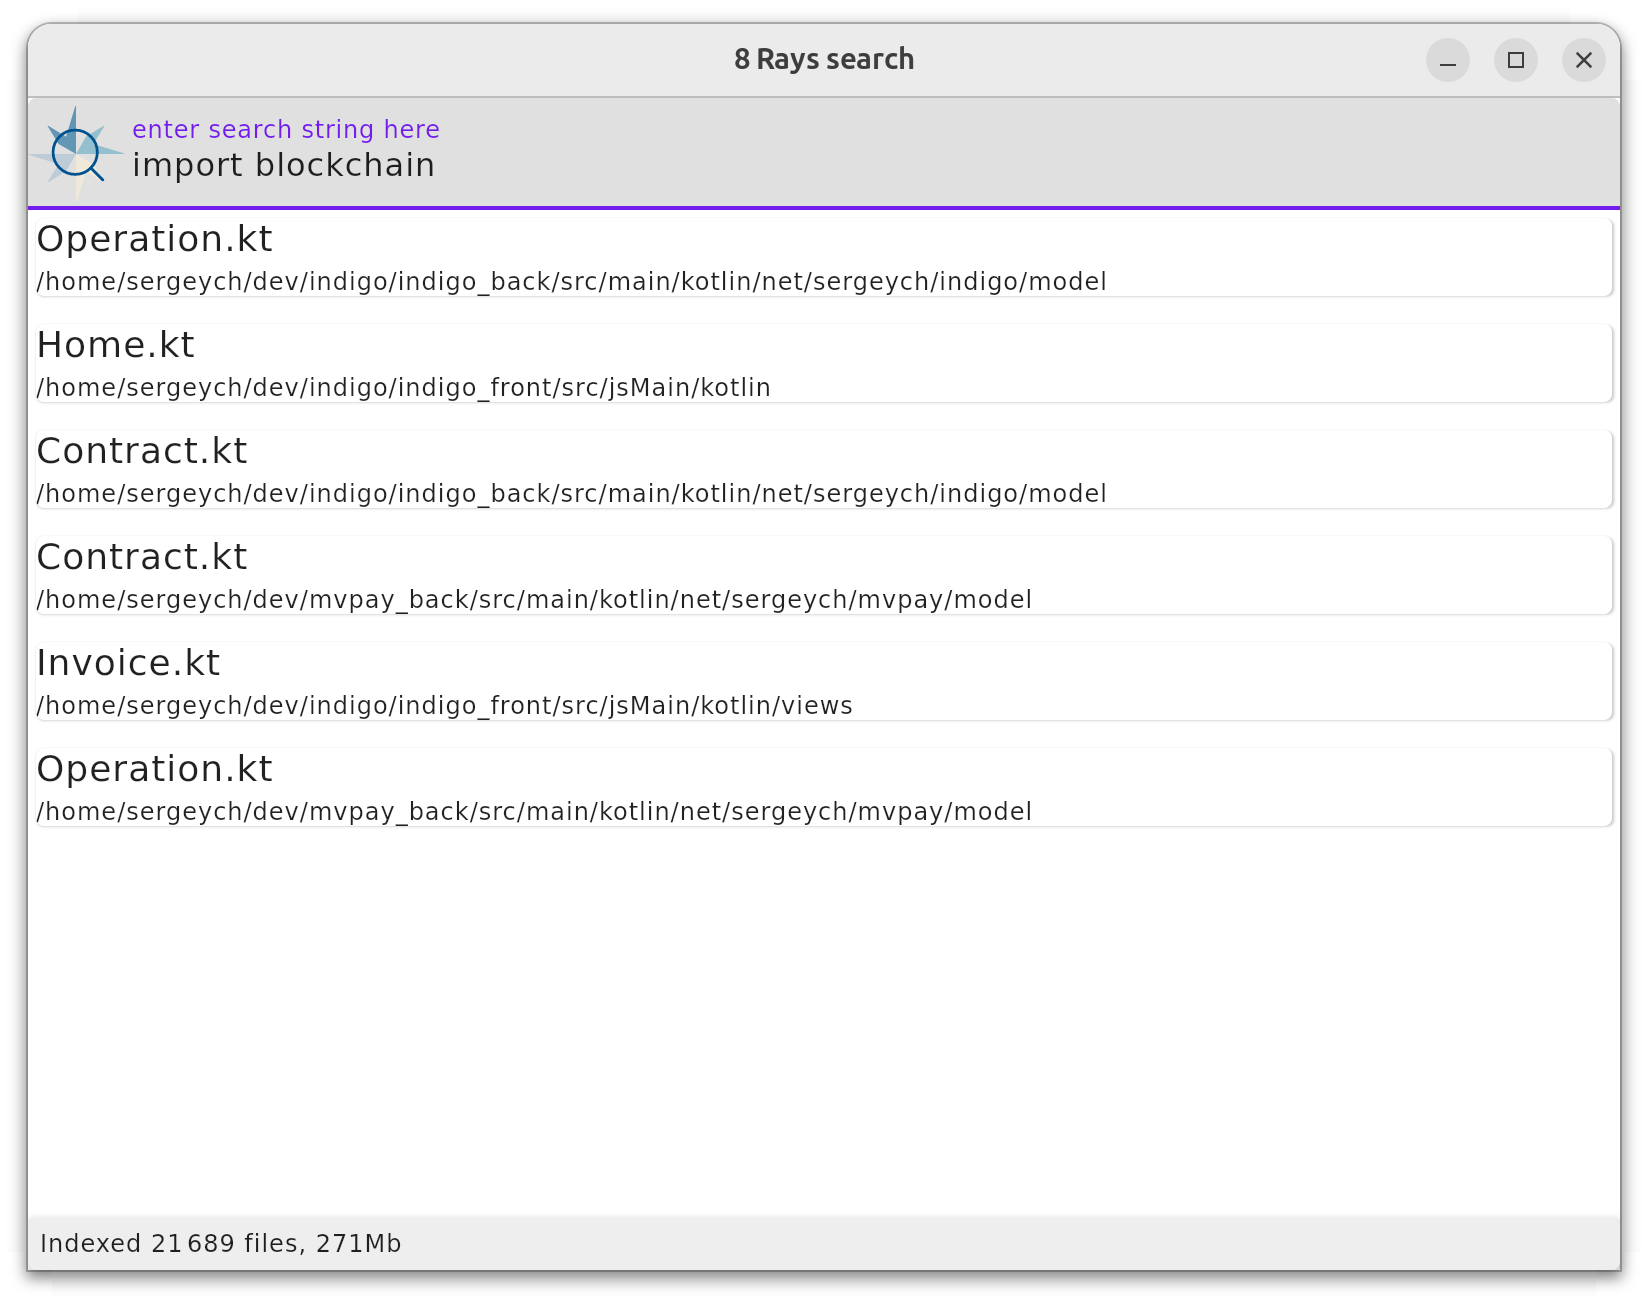 8 Rays search
enter search string here
import blockchain
Operation.kt
/home/sergeych/dev/indigo/indigo_back/src/main/kotlin/net/sergeych/indigo/model
Home.kt
/home/sergeych/dev/indigo/indigo_front/src/jsMain/kotlin
Contract.kt
/home/sergeych/dev/indigo/indigo_back/src/main/kotlin/net/sergeych/indigo/model
Contract.kt
/home/sergeych/dev/mvpay_back/src/main/kotlin/net/sergeych/mvpay/model
Invoice.kt
/home/sergeych/dev/indigo/indigo_front/src/jsMain/kotlin/views
Operation.kt
/home/sergeych/dev/mvpay_back/src/main/kotlin/net/sergeych/mvpay/model
Indexed 21 689 files, 271Mb